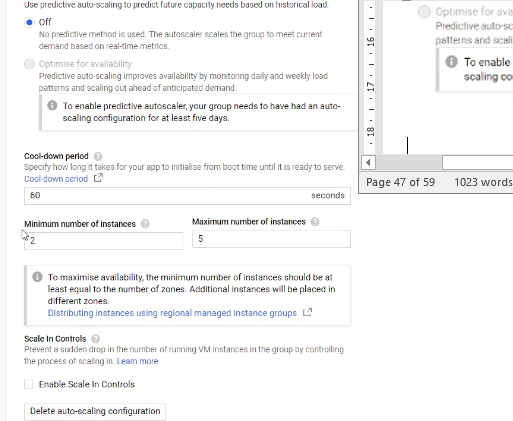 Use predictive auto-scaling to predict future capacity needs based on historical load.
Off
No predictive method is used. The autoscaler scales the group to meet current
demand based on real-time metrics.
Optimise for availability
Predictive auto-scaling improves availability by monitoring daily and weekly load
patterns and scaling out ahead of anticipated demand.
To enable predictive autoscaler, your group needs to have had an auto-
scaling configuration for at least five days.
Cool-down period
Specify how long it takes for your app to initialise from boot time until it is ready to serve.
Cool-down period
60 seconds
Minimum number of instances
2
Maximum number of instances
5
To maximise availability, the minimum number of instances should be at
least equal to the number of zones. Additional instances will be placed in
different zones.
Distributing instances using regional managed instance groups
Scale In Controls
Prevent a sudden drop in the number of running VM instances in the group by controlling
the process of scaling in. Learn more
Enable Scale In Controls
Delete auto-scaling configuration
Optimise for ava
Predictive auto-sc
patterns and scali
To enable
scaling co
16
17
18
Page 47 of 59 1023 words